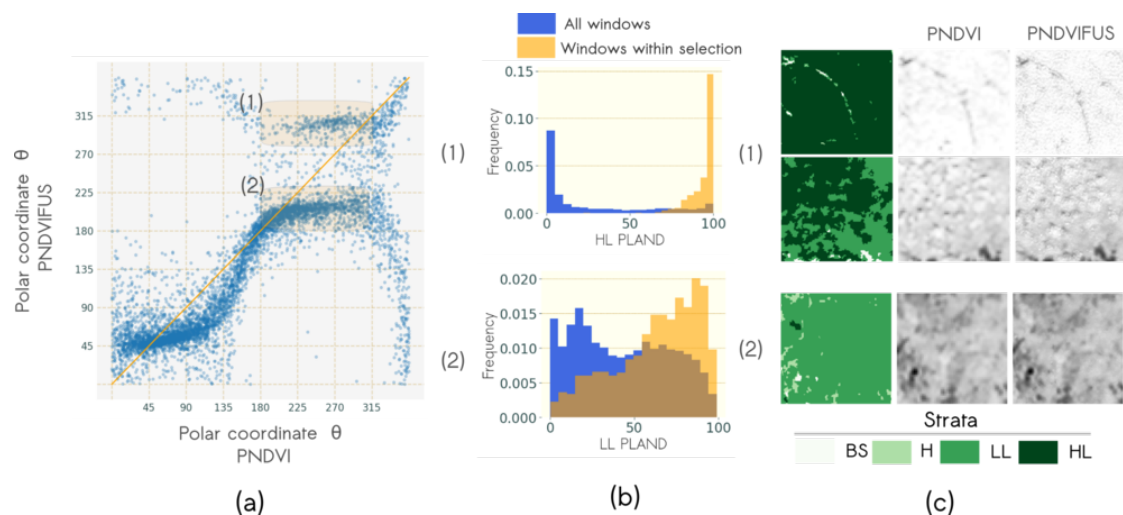 All windows
Windows within selection
PNDVI PNDVIFUS
(1)
(2)
315
270
225
180
135
90
45
45 90 135 180 225 270 315
Polar coordinate θ
PNDVIFUS
Polar coordinate θ
PNDVI
(a)
(1)
Frequency
0.15
0.10
0.05
0.00
0 50 100
HL PLAND
(2)
Frequency
0.020
0.015
0.010
0.005
0.000
0 50 100
LL PLAND
(b)
(1)
(2)
Strata
BS H LL HL
(c)